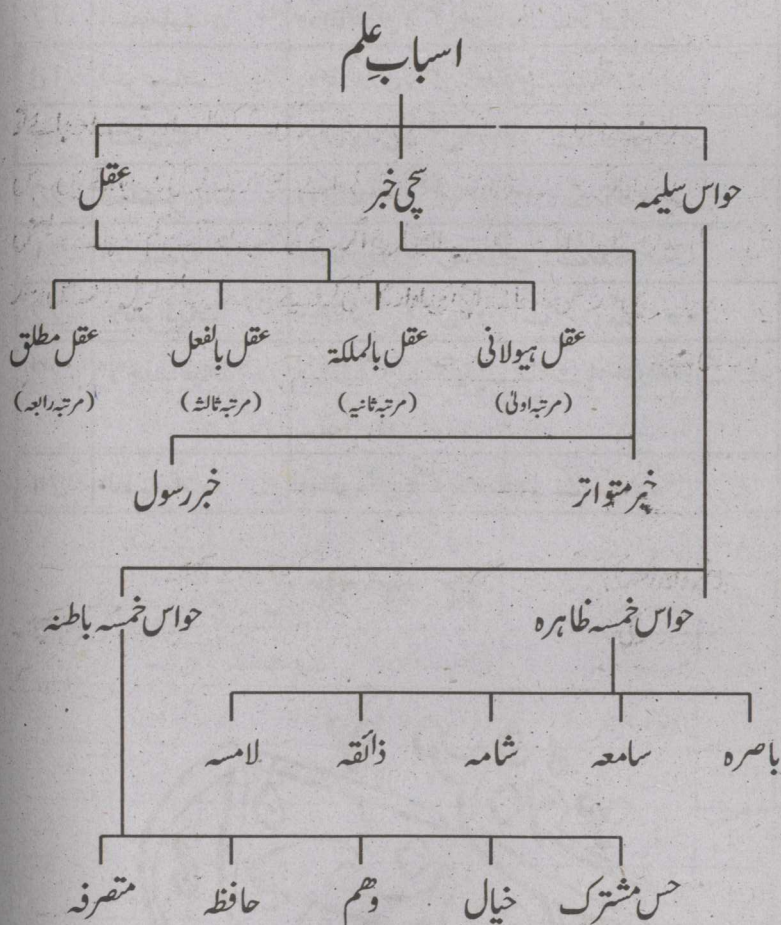 اسبابِ علم
حواس سلیمہ سچی خبر عقل
عقل ہیولانی عقل بالملکۃ عقل بالفعل عقل مطلق
(مرتبہ اولیٰ) (مرتبہ ثانیہ) (مرتبہ ثالثہ) (مرتبہ رابعہ)
خبر متواتر خبر رسول
حواس خمسہ ظاہرہ حواس خمسہ باطنہ
باصرہ سامعہ شامہ ذائقہ لامسہ
حس مشترک خیال وھم حافظہ متصرفہ